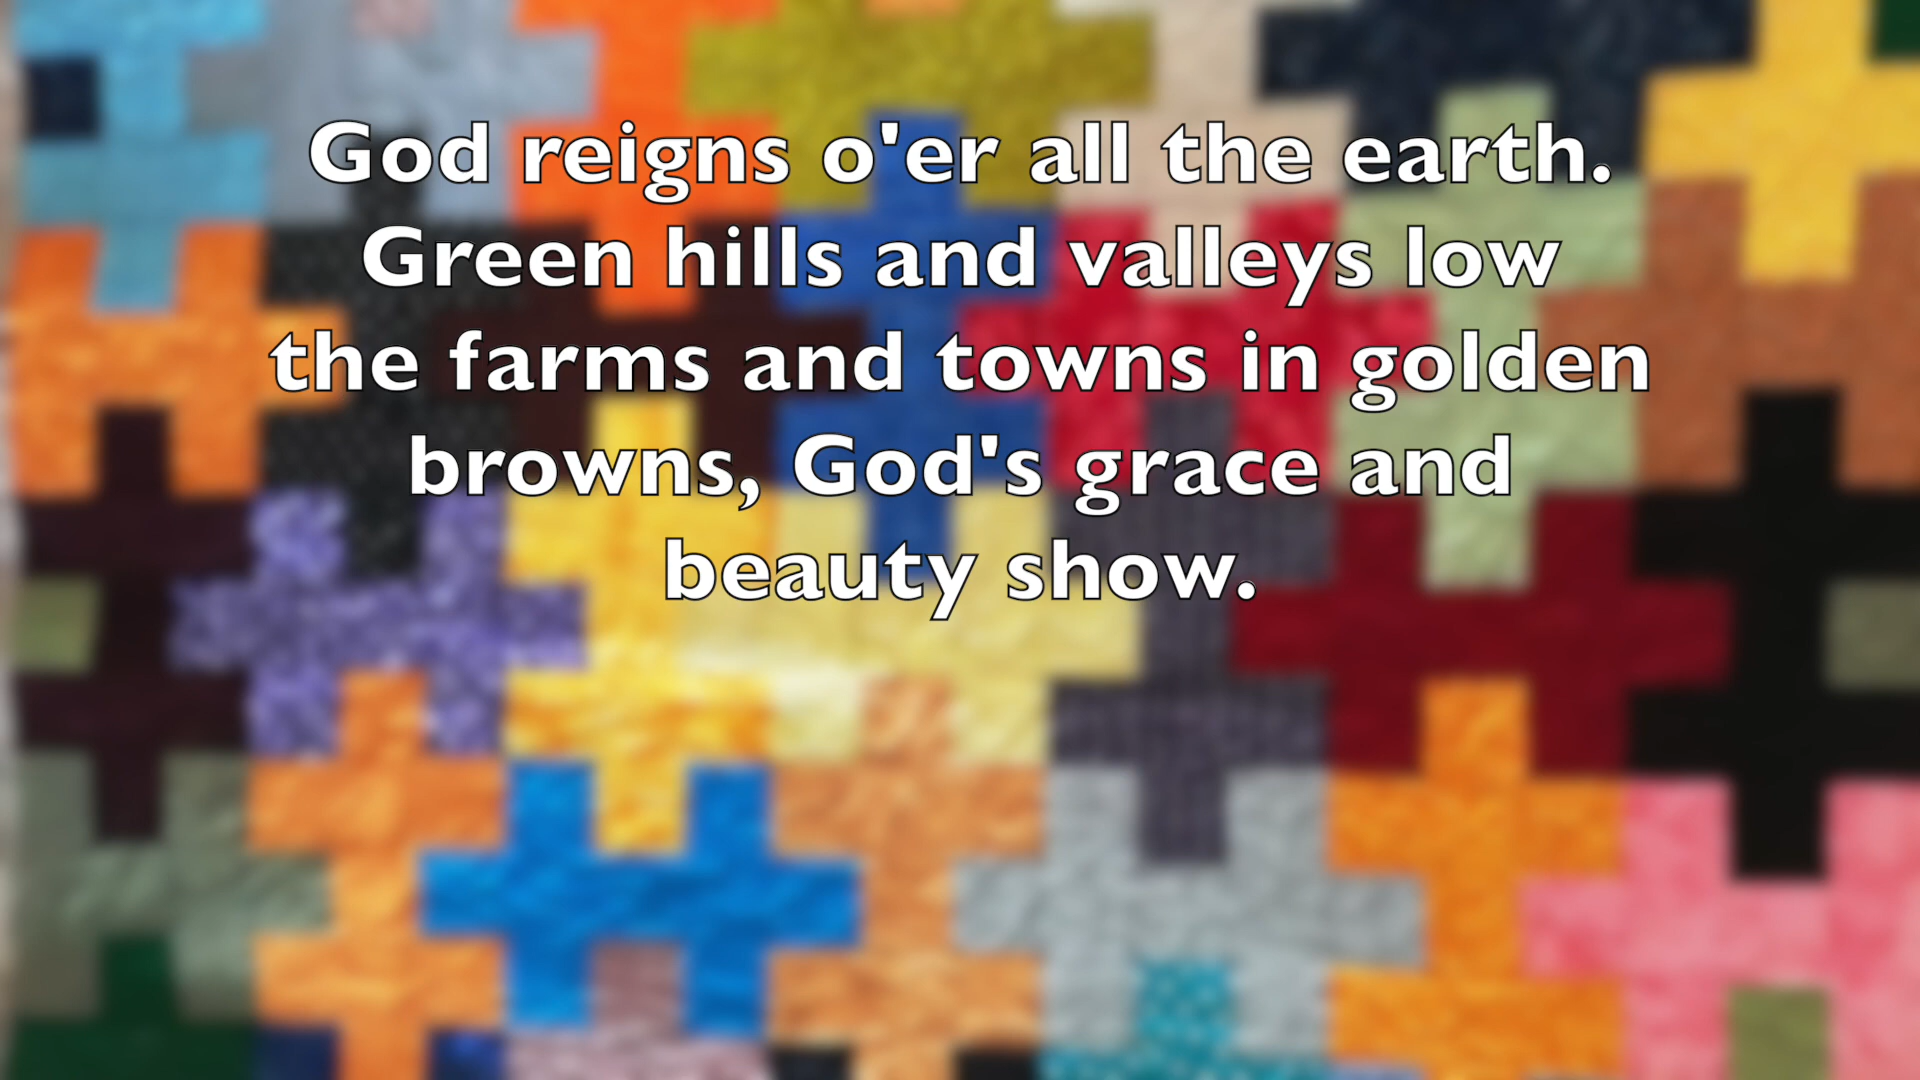 God reigns o'er all the earth.
Green hills and valleys low
the farms and towns in golden
browns, God's grace and
beauty show.